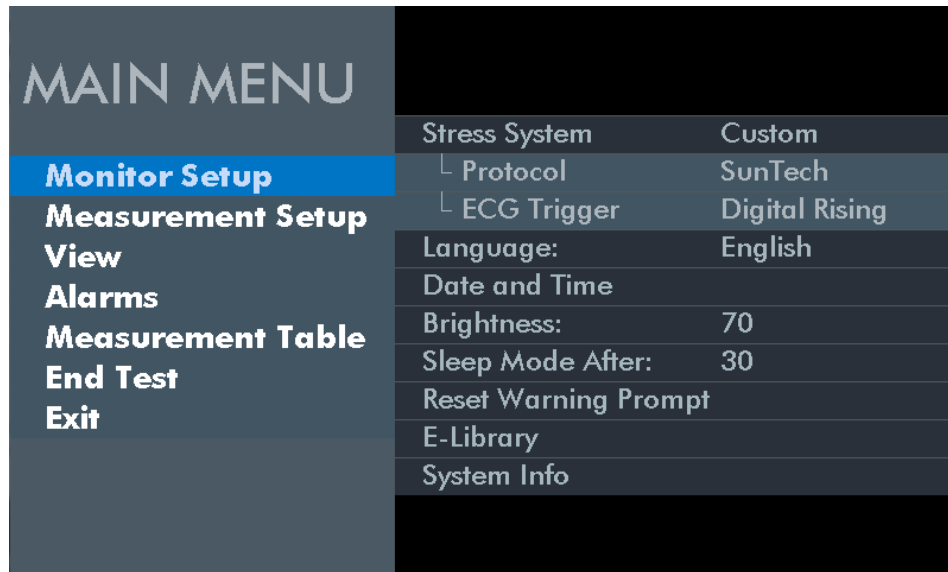 MAIN MENU
Monitor Setup
Measurement Setup
View
Alarms
Measurement Table
End Test
Exit
Stress System Custom
Protocol SunTech
ECG Trigger Digital Rising
Language: English
Date and Time
Brightness: 70
Sleep Mode After: 30
Reset Warning Prompt
E-Library
System Info